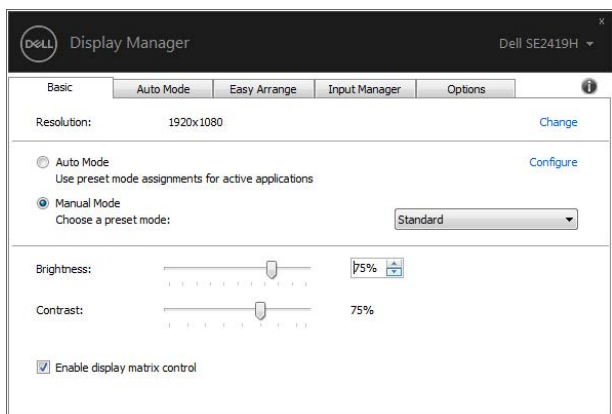 DELL Display Manager Dell SE2419H
x
Basic Auto Mode Easy Arrange Input Manager Options i
Resolution: 1920x1080 Change
Auto Mode Configure
Use preset mode assignments for active applications
Manual Mode
Choose a preset mode: Standard
Brightness: 75%
Contrast: 75%
Enable display matrix control